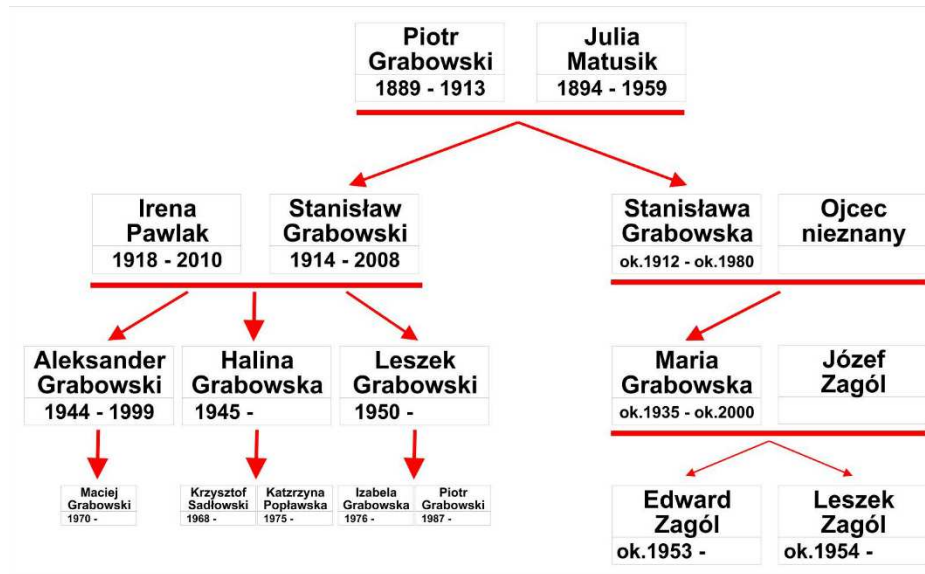 Piotr
Grabowski
1889 - 1913
Julia
Matusik
1894 - 1959
Irena
Pawlak
1918 - 2010
Stanisław
Grabowski
1914 - 2008
Stanisława
Grabowska
ok.1912 - ok.1980
Ojcec
nieznany
Aleksander
Grabowski
1944 - 1999
Halina
Grabowska
1945 -
Leszek
Grabowski
1950 -
Maria
Grabowska
ok.1935 - ok.2000
Józef
Zagól
Maciej
Grabowski
1970 -
Krzysztof
Sadłowski
1968 -
Katzrzyna
Popławska
1975 -
Izabela
Grabowska
1976 -
Piotr
Grabowski
1987 -
Edward
Zagól
ok.1953 -
Leszek
Zagól
ok.1954 -